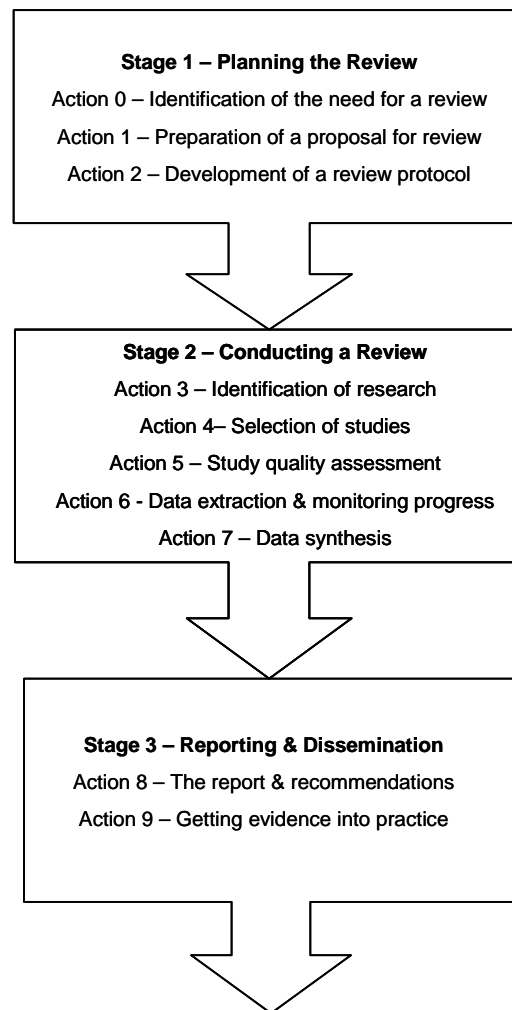 Stage 1 – Planning the Review
Action 0 – Identification of the need for a review
Action 1 – Preparation of a proposal for review
Action 2 – Development of a review protocol
Stage 2 – Conducting a Review
Action 3 – Identification of research
Action 4– Selection of studies
Action 5 – Study quality assessment
Action 6 - Data extraction & monitoring progress
Action 7 – Data synthesis
Stage 3 – Reporting & Dissemination
Action 8 – The report & recommendations
Action 9 – Getting evidence into practice